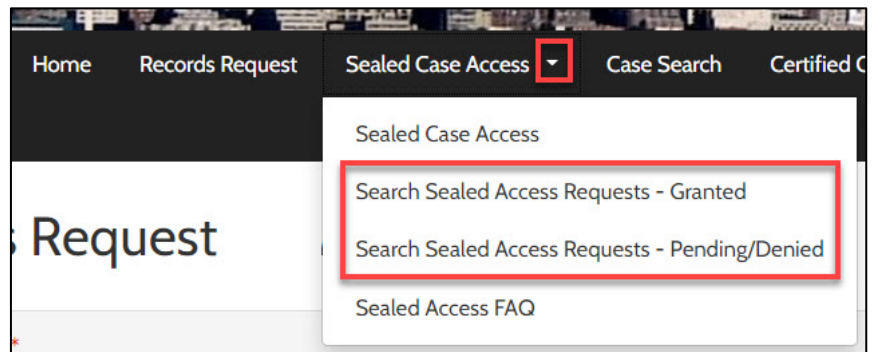 Home Records Request Sealed Case Access Case Search Certified C
Sealed Case Access
Search Sealed Access Requests - Granted
s Request
Search Sealed Access Requests - Pending/Denied
Sealed Access FAQ
*